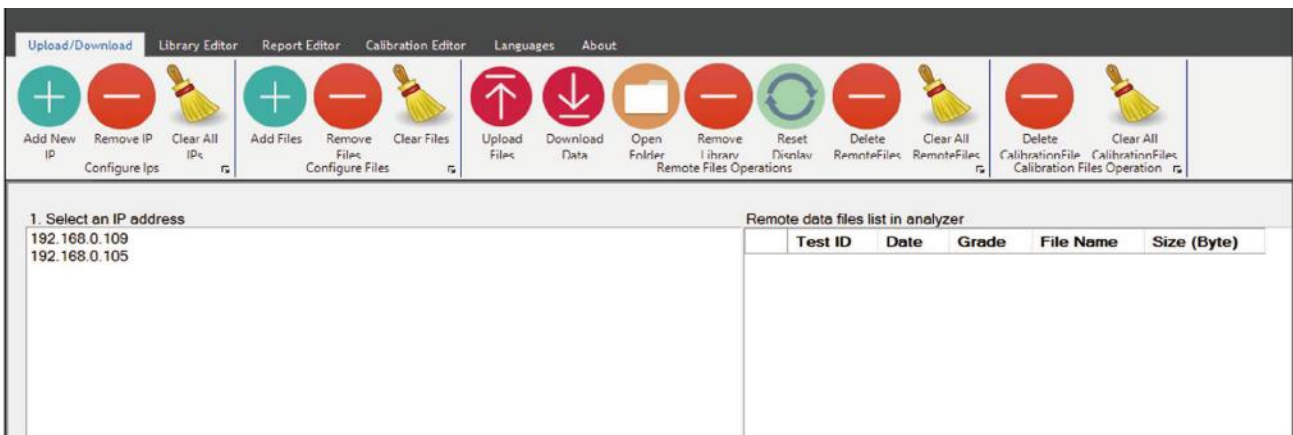 Upload/Download Library Editor Report Editor Calibration Editor Languages About
Add New IP
Remove IP
Clear All IPs
Configure Ips
Add Files
Remove Files
Clear Files
Configure Files
Upload Files
Download Data
Open Folder
Remove Library
Reset Display
Delete RemoteFiles
Clear All RemoteFiles
Remote Files Operations
Delete CalibrationFile
Clear All CalibrationFiles
Calibration Files Operation
1. Select an IP address
192.168.0.109
192.168.0.105
Remote data files list in analyzer
Test ID Date Grade File Name Size (Byte)